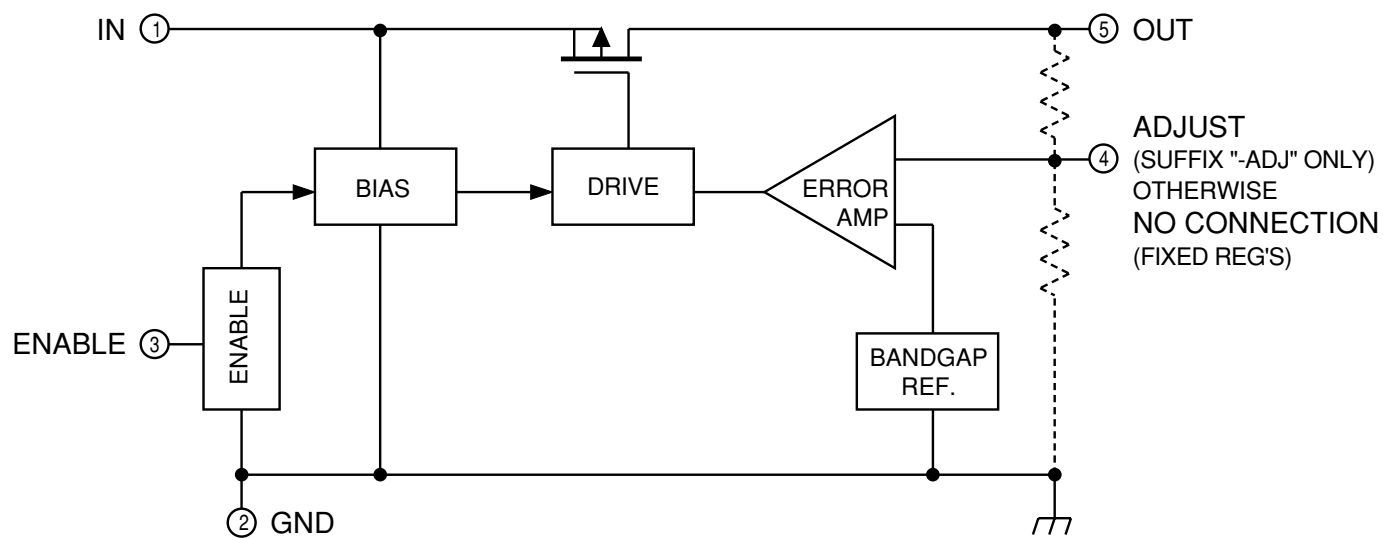 IN 1
5 OUT
ADJUST
4 (SUFFIX "-ADJ" ONLY)
OTHERWISE
NO CONNECTION
(FIXED REG'S)
BIAS
DRIVE
ERROR
AMP
ENABLE 3
ENABLE
BANDGAP
REF.
2 GND